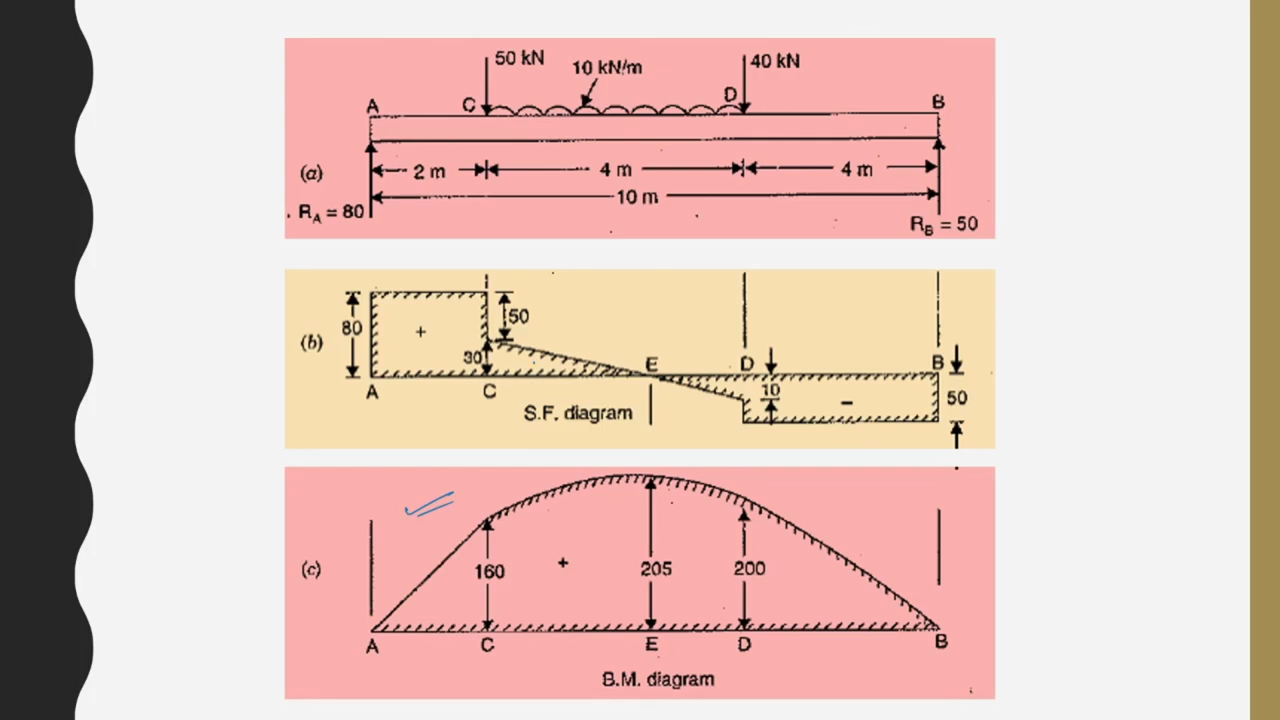 50 kN
10 kN/m
40 kN
A
C
D
B
(a)
2 m
4 m
4 m
10 m
R_A = 80
R_B = 50
(b)
80
+
50
30
E
D
B
10
50
−
A
C
S.F. diagram
(c)
160
+
205
200
A
C
E
D
B
B.M. diagram